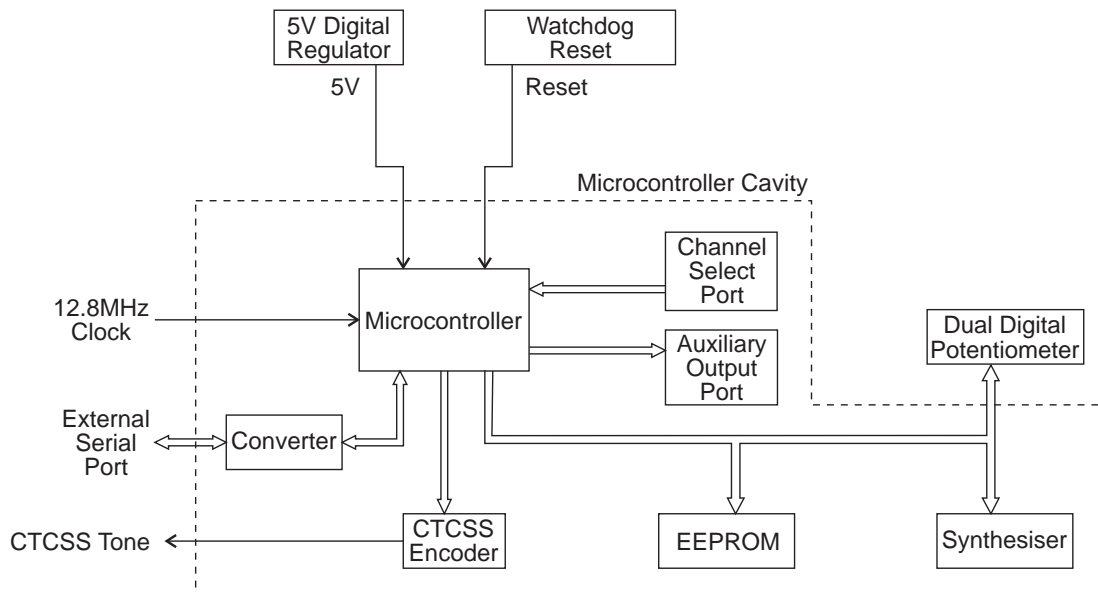 5V Digital
Regulator
Watchdog
Reset
5V
Reset
Microcontroller Cavity
Channel
Select
Port
12.8MHz
Clock
Microcontroller
Auxiliary
Output
Port
Dual Digital
Potentiometer
External
Serial
Port
Converter
CTCSS Tone
CTCSS
Encoder
EEPROM
Synthesiser